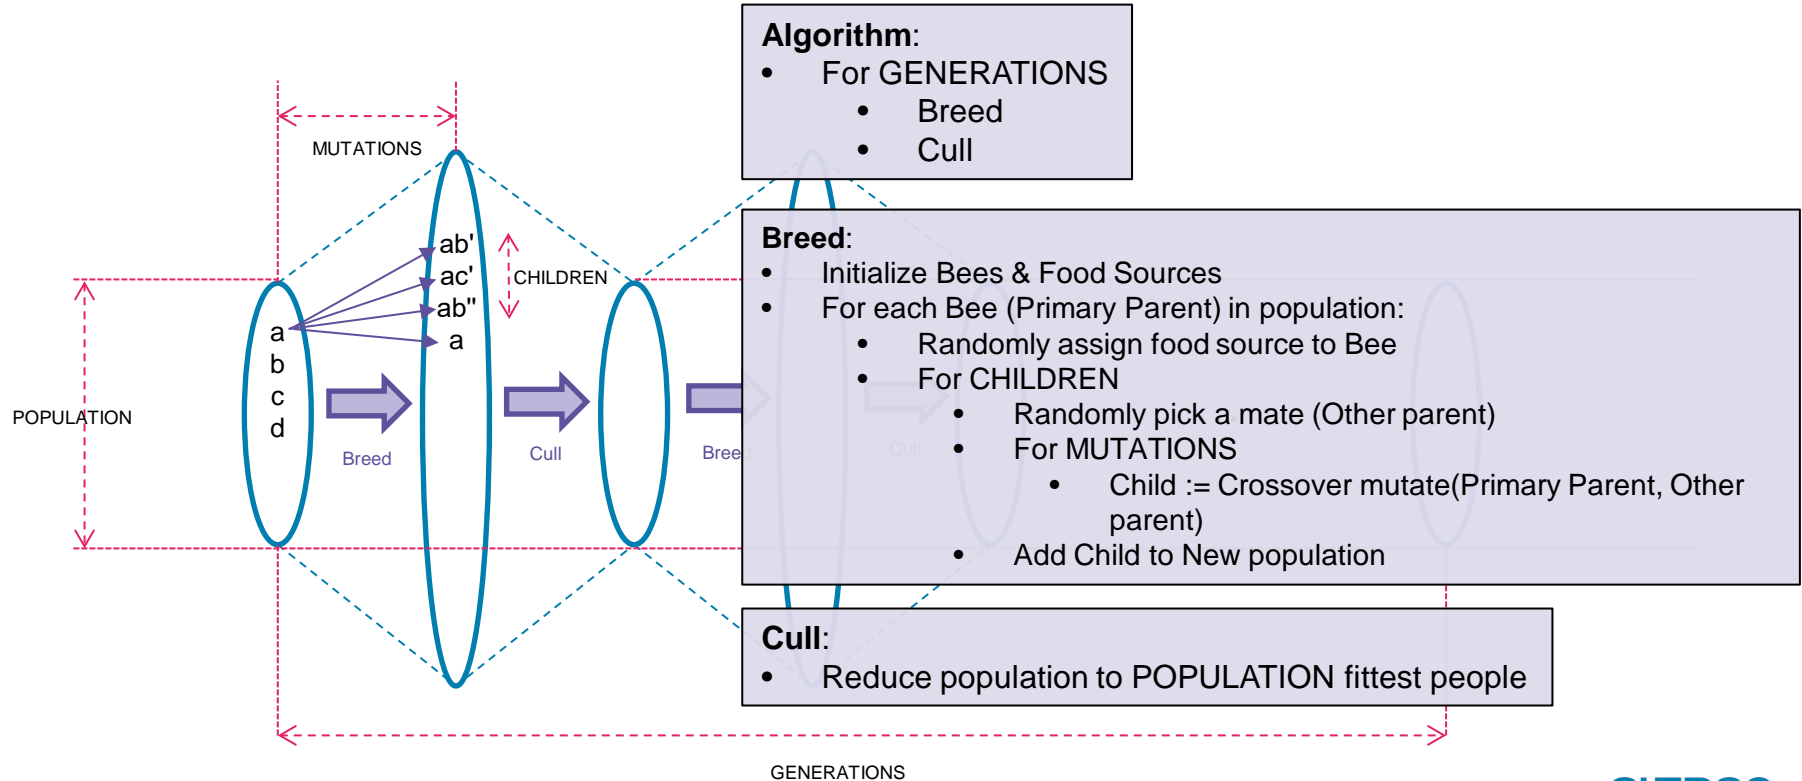 Algorithm:
• For GENERATIONS
• Breed
• Cull
MUTATIONS
ab'
ac'
ab''
a
CHILDREN
a
b
c
d
POPULATION
Breed
Cull
Breed
Cull
Breed:
• Initialize Bees & Food Sources
• For each Bee (Primary Parent) in population:
• Randomly assign food source to Bee
• For CHILDREN
• Randomly pick a mate (Other parent)
• For MUTATIONS
• Child := Crossover mutate(Primary Parent, Other
parent)
• Add Child to New population
Cull:
• Reduce population to POPULATION fittest people
GENERATIONS